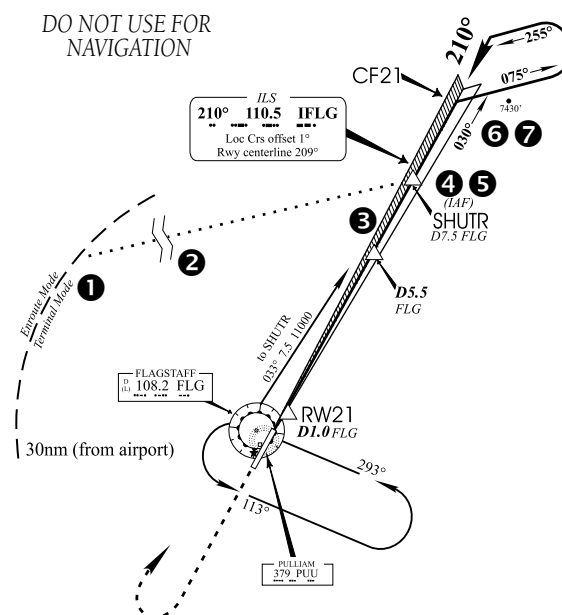 DO NOT USE FOR
NAVIGATION
210°
255°
075°
CF21
ILS
210° 110.5 IFLG
Loc Crs offset 1°
Rwy centerline 209°
7430'
030°
6 7
4 5
(IAF)
SHUTR
D7.5 FLG
3
2
1
Enroute Mode
Terminal Mode
D5.5
FLG
to SHUTR
033° 7.5 11000
FLAGSTAFF
D
(L) 108.2 FLG
RW21
D1.0 FLG
30nm (from airport)
293°
113°
PULLIAM
379 PUU